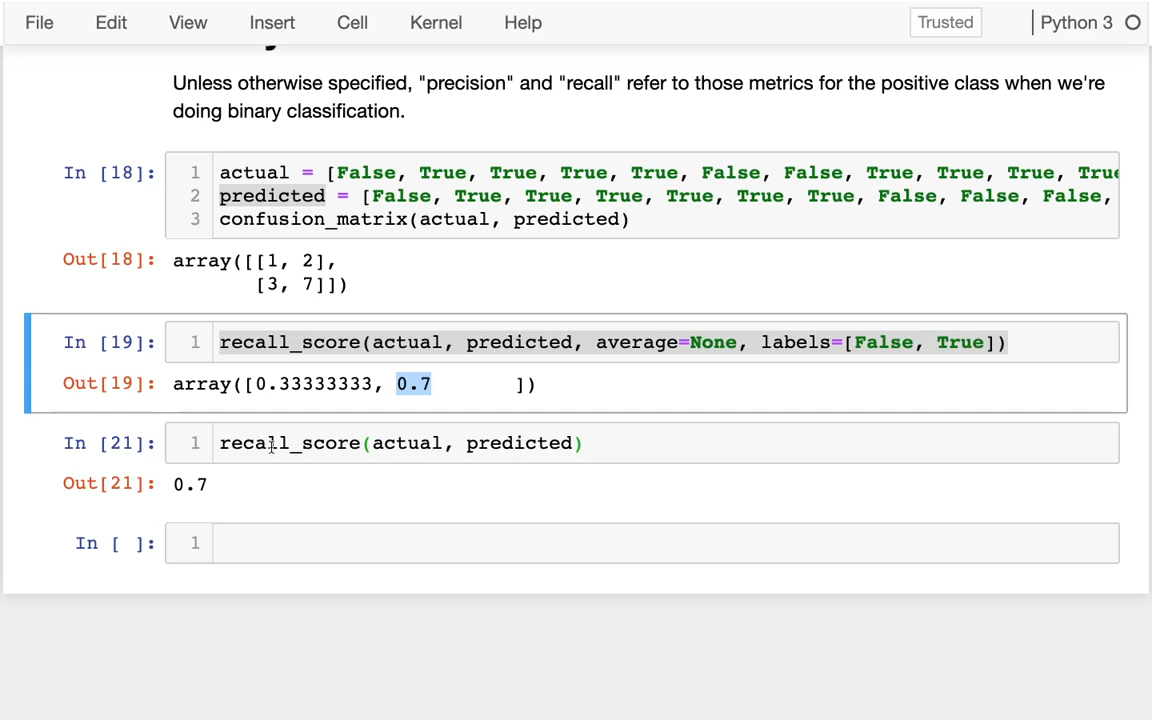 File Edit View Insert Cell Kernel Help Trusted Python 3
Unless otherwise specified, "precision" and "recall" refer to those metrics for the positive class when we're
doing binary classification.
In [18]: 1 actual = [False, True, True, True, True, False, False, True, True, True, True
2 predicted = [False, True, True, True, True, True, True, False, False, False,
3 confusion_matrix(actual, predicted)
Out[18]: array([[1, 2],
[3, 7]])
In [19]: 1 recall_score(actual, predicted, average=None, labels=[False, True])
Out[19]: array([0.33333333, 0.7 ])
In [21]: 1 recall_score(actual, predicted)
Out[21]: 0.7
In [ ]: 1